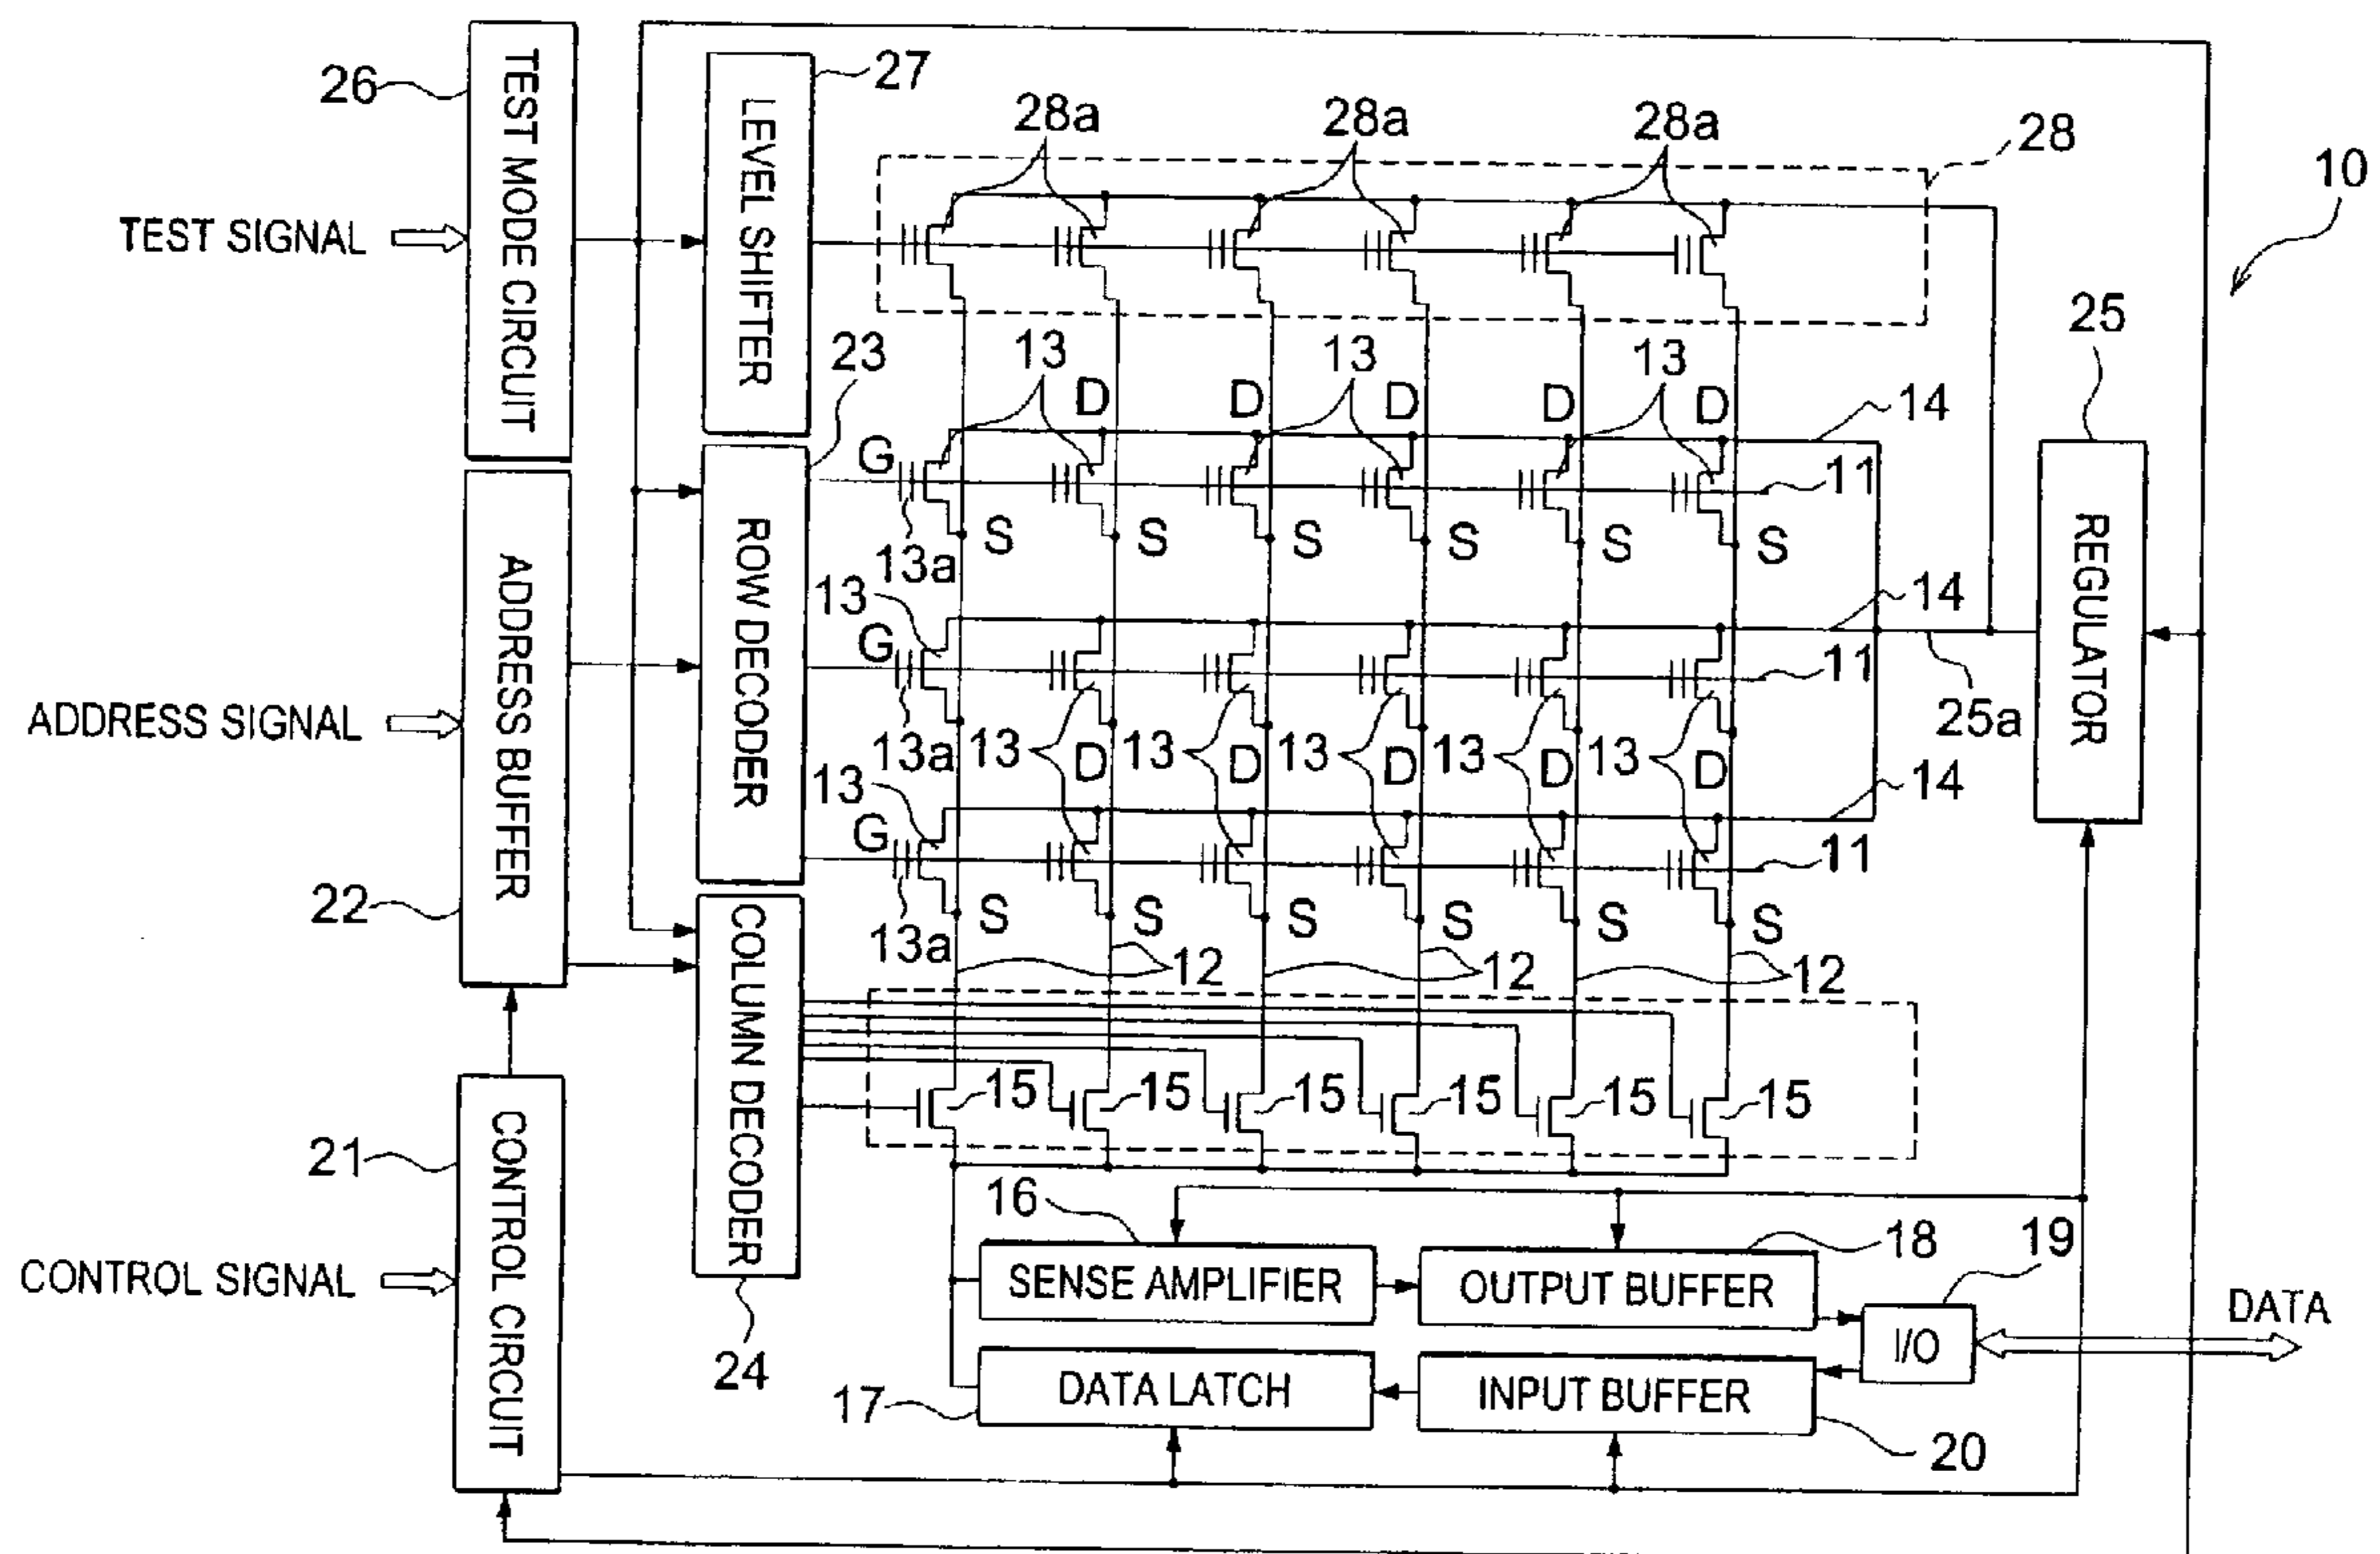 26
TEST MODE CIRCUIT
27
LEVEL SHIFTER
28a 28a 28a
28
10
TEST SIGNAL
23
13 13 13
25
D D D D D
14
G
11
13a
S S S S S S
ROW DECODER
REGULATOR
ADDRESS BUFFER
13
14
G
11
25a
ADDRESS SIGNAL
13a 13 13 13 13 13
D D D D D
13
14
G
11
22
13a
S S S S S S
12 12 12
COLUMN DECODER
15 15 15 15 15 15
21
CONTROL CIRCUIT
16
18
19
CONTROL SIGNAL
SENSE AMPLIFIER
OUTPUT BUFFER
I/O
DATA
24
17
DATA LATCH
INPUT BUFFER
20